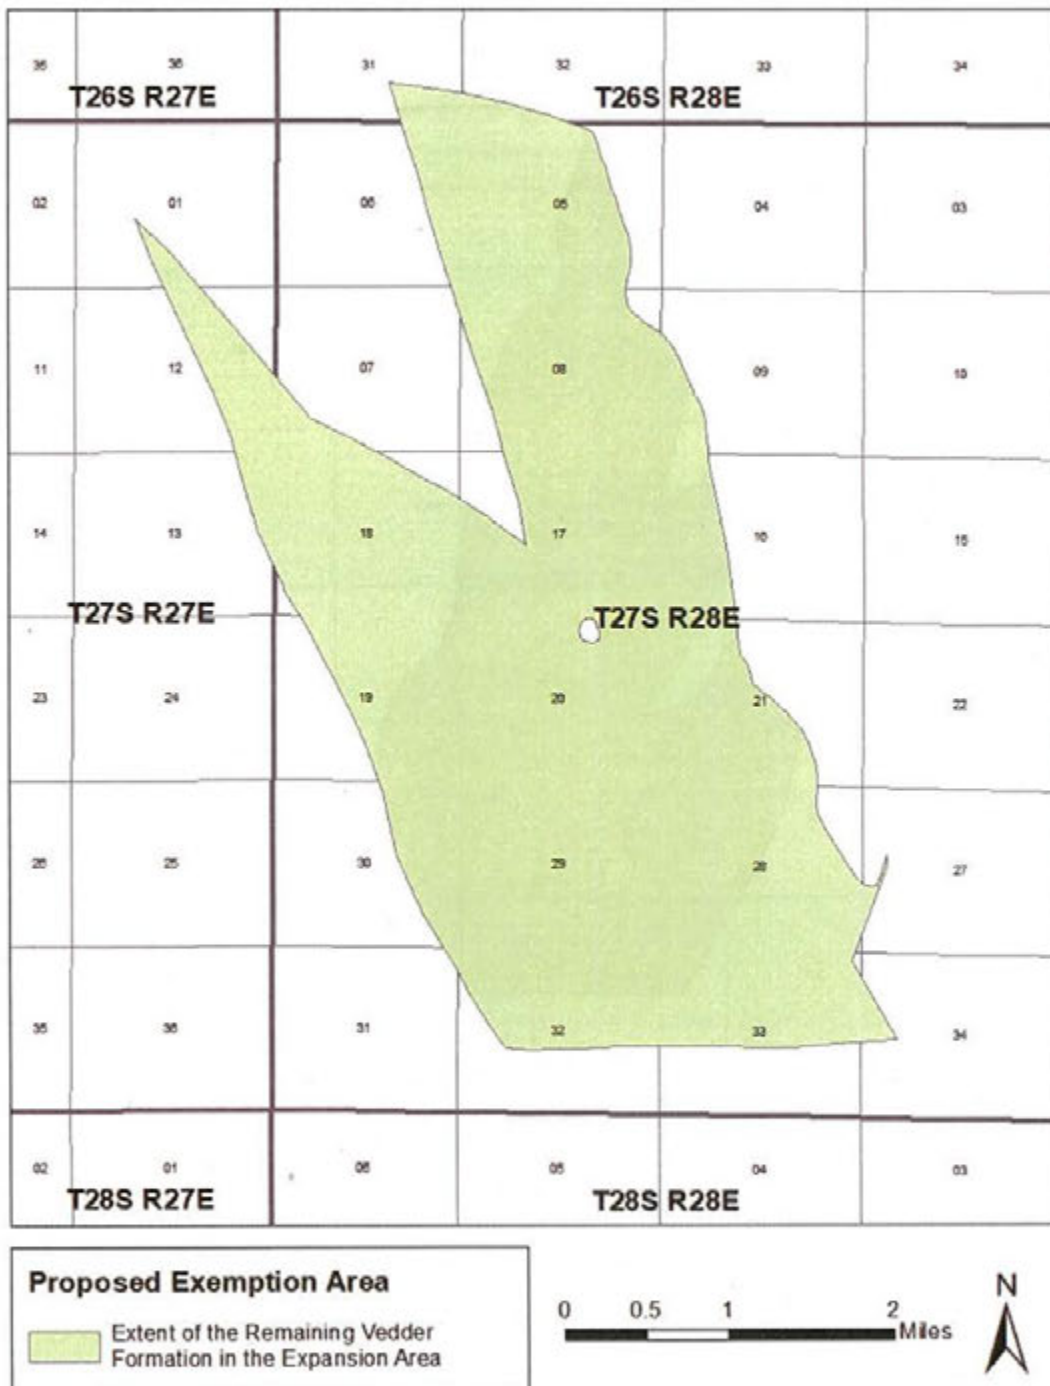 35 36 31 32 33 34
T26S R27E T26S R28E
02 01 06 05 04 03
11 12 07 08 09 10
14 13 18 17 16 15
T27S R27E T27S R28E
23 24 19 20 21 22
26 25 30 29 28 27
35 36 31 32 33 34
02 01 06 05 04 03
T28S R27E T28S R28E
Proposed Exemption Area
Extent of the Remaining Vedder
Formation in the Expansion Area
0 0.5 1 2
Miles
N